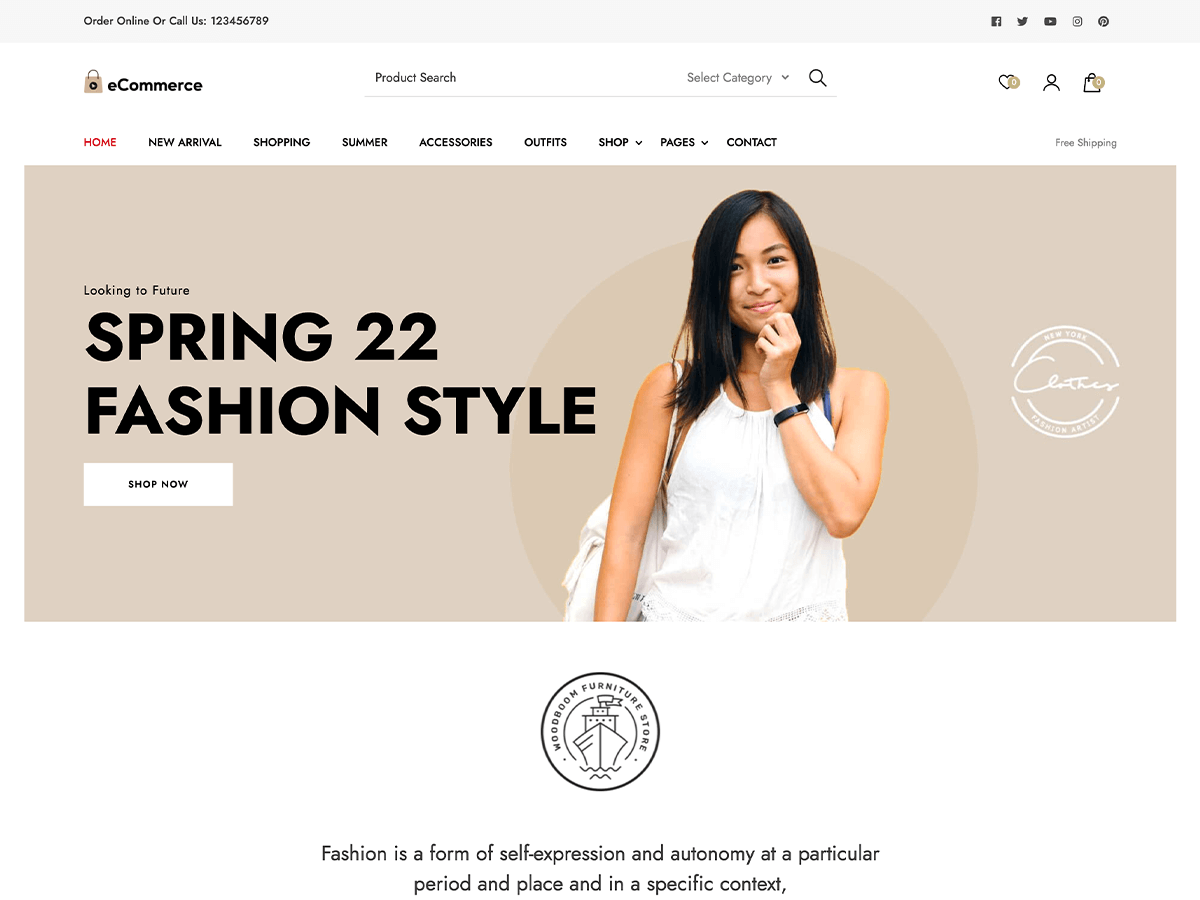 Order Online Or Call Us: 123456789
eCommerce
Product Search
Select Category
0
0
HOME
NEW ARRIVAL
SHOPPING
SUMMER
ACCESSORIES
OUTFITS
SHOP
PAGES
CONTACT
Free Shipping
Looking to Future
SPRING 22
FASHION STYLE
SHOP NOW
NEW YORK
Clothes
FASHION ARTIST
WOODBOOM FURNITURE STORE
Fashion is a form of self-expression and autonomy at a particular
period and place and in a specific context,